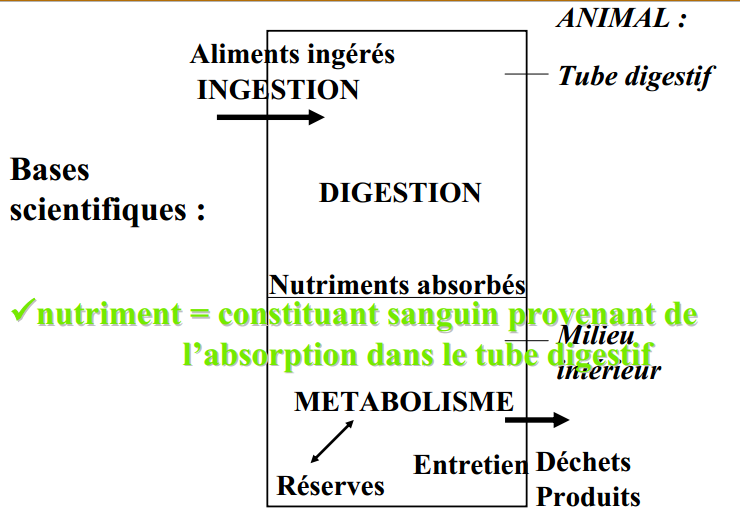 ANIMAL :
Aliments ingérés
Tube digestif
INGESTION
Bases
scientifiques :
DIGESTION
Nutriments absorbés
✓nutriment = constituant sanguin provenant de
l’absorption dans le tube digestif
Milieu
intérieur
METABOLISME
Entretien
Déchets
Réserves
Produits